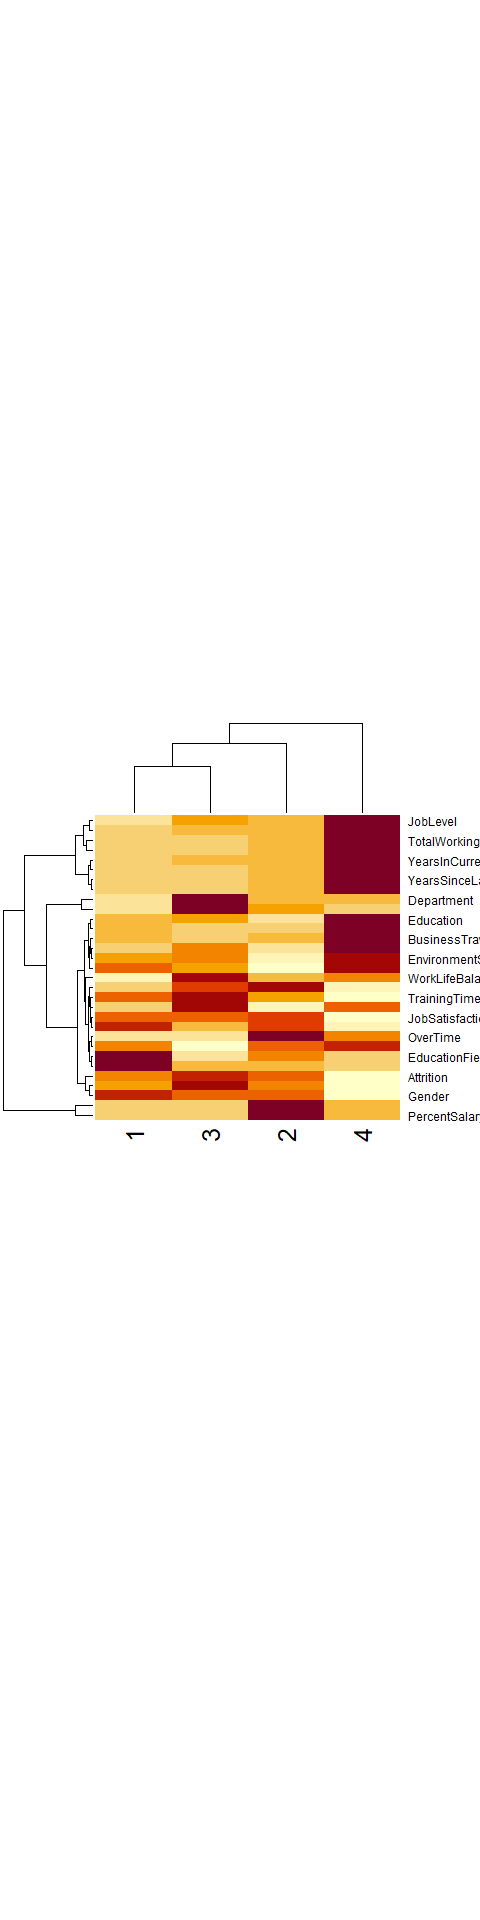 JobLevel
TotalWorking
YearsInCurre
YearsSinceLa
Department
Education
BusinessTrav
EnvironmentS
WorkLifeBala
TrainingTime
JobSatisfacti
OverTime
EducationFie
Attrition
Gender
PercentSalary
1 3 2 4